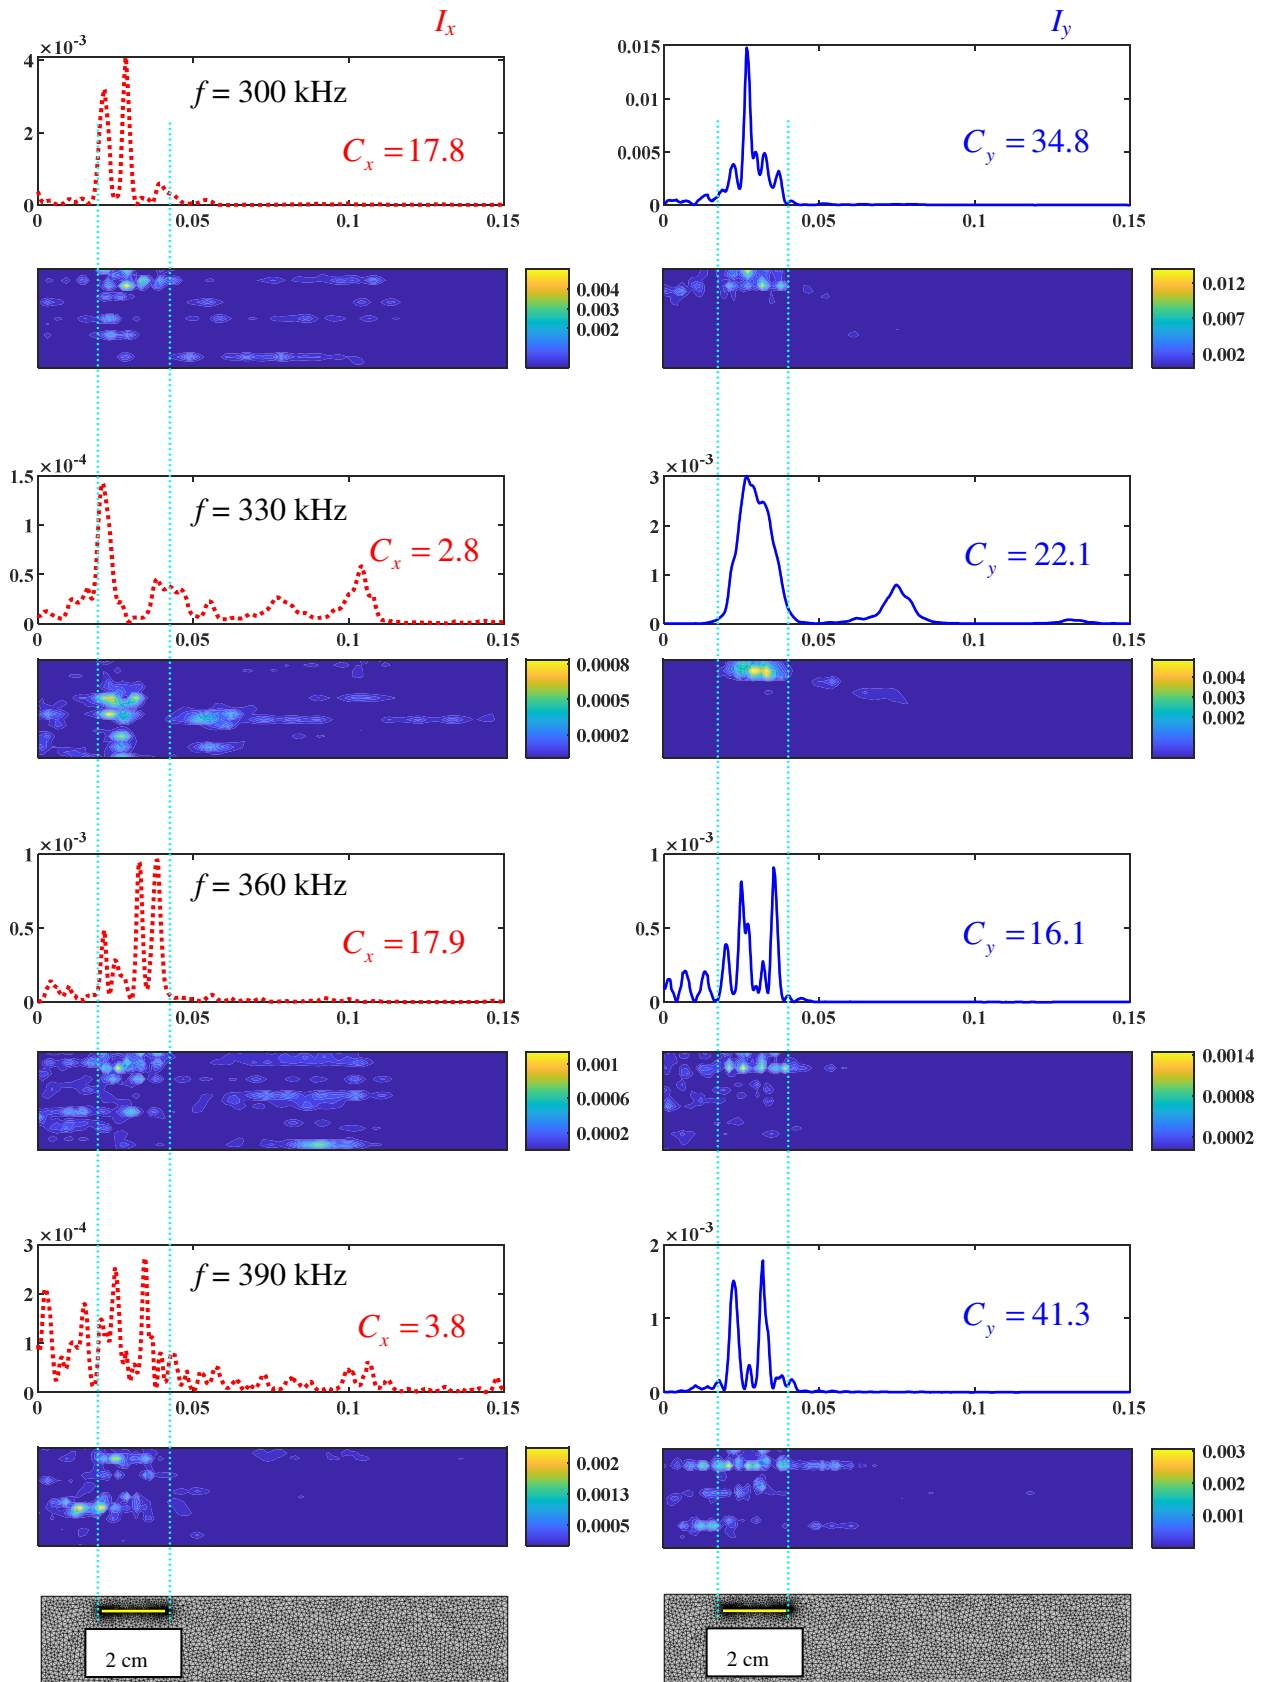 I_x
I_y
×10^-3
4
2
0
f = 300 kHz
C_x = 17.8
0 0.05 0.1 0.15
0.015
0.01
0.005
0
C_y = 34.8
0 0.05 0.1 0.15
0.004
0.003
0.002
0.012
0.007
0.002
×10^-4
1.5
1
0.5
0
f = 330 kHz
C_x = 2.8
0 0.05 0.1 0.15
×10^-3
3
2
1
0
C_y = 22.1
0 0.05 0.1 0.15
0.0008
0.0005
0.0002
0.004
0.003
0.002
×10^-3
1
0.5
0
f = 360 kHz
C_x = 17.9
0 0.05 0.1 0.15
×10^-3
1
0.5
0
C_y = 16.1
0 0.05 0.1 0.15
0.001
0.0006
0.0002
0.0014
0.0008
0.0002
×10^-4
3
2
1
0
f = 390 kHz
C_x = 3.8
0 0.05 0.1 0.15
×10^-3
2
1
0
C_y = 41.3
0 0.05 0.1 0.15
0.002
0.0013
0.0005
0.003
0.002
0.001
2 cm
2 cm